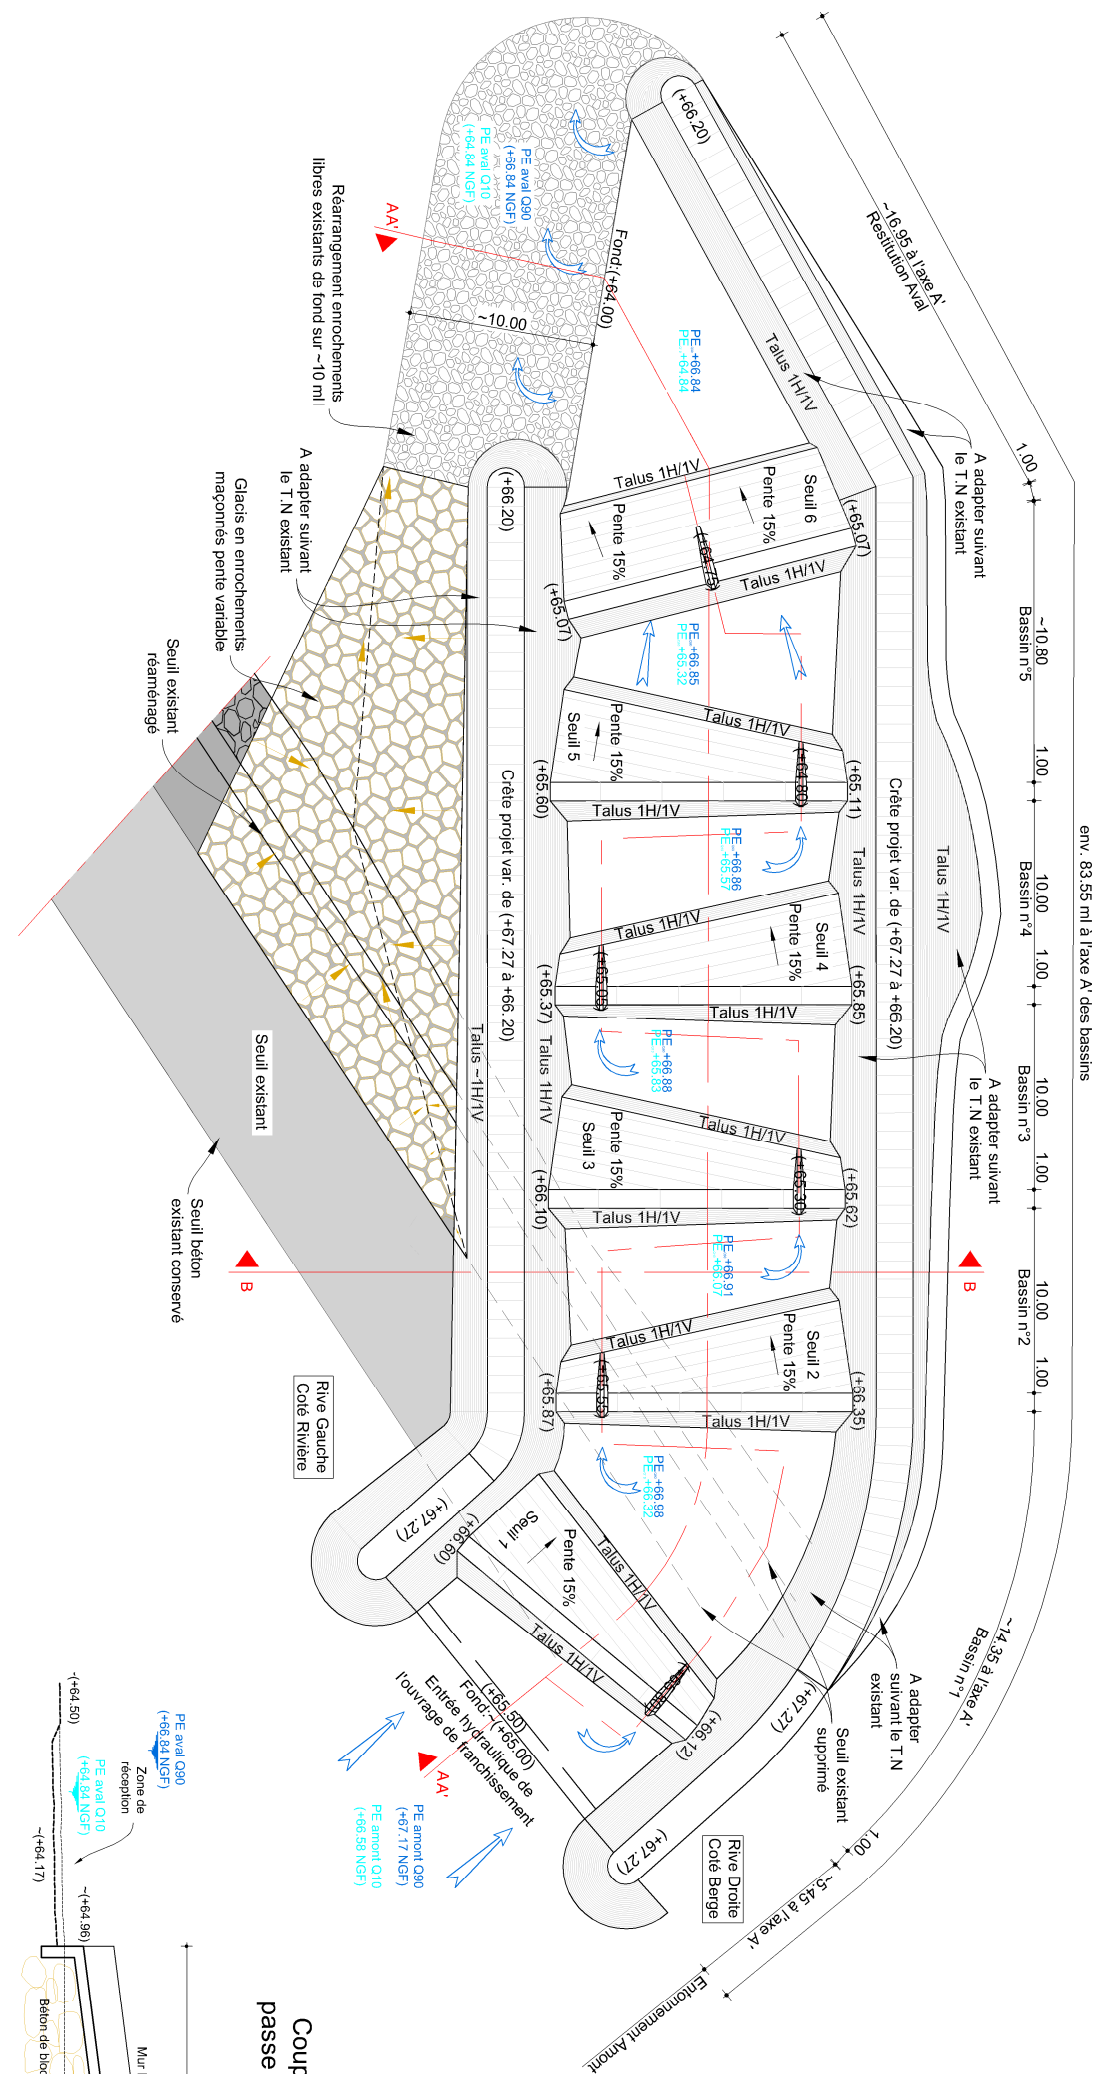 (+66.20)
~16.95 à l'axe A'
Restitution Aval
PE aval Q90
(+66.84 NGF)
PE aval Q10
(+64.84 NGF)
AA'
Réarrangement enrochements
libres existants de fond sur ~10 ml
Fond:(+64.00)
~10.00
PE=+66.84
PE=+64.84
Talus 1H/1V
1.00
A adapter suivant
le T.N existant
env. 83.55 ml à l'axe A' des bassins
Talus 1H/1V
Seuil 6
Pente 15%
Pente 15%
(+65.07)
(+64.75)
Talus 1H/1V
(+65.07)
(+66.20)
A adapter suivant
le T.N existant
Glacis en enrochements
maçonnés pente variable
Seuil existant
réaménagé
~10.80
Bassin n°5
PE=+66.85
PE=+65.32
Talus 1H/1V
Pente 15%
Seuil 5
(+65.60)
(+64.80)
(+65.11)
Talus 1H/1V
1.00
Crête projet var. de (+67.27 à +66.20)
Crête projet var. de (+67.27 à +66.20)
Talus 1H/1V
Talus 1H/1V
10.00
Bassin n°4
PE=+66.86
PE=+65.57
Talus 1H/1V
Seuil 4
Pente 15%
(+65.37)
(+65.05)
(+65.85)
Talus 1H/1V
1.00
Talus ~1H/1V
Talus 1H/1V
A adapter suivant
le T.N existant
10.00
Bassin n°3
PE=+66.88
PE=+65.83
Talus 1H/1V
Pente 15%
Seuil 3
(+66.10)
(+65.30)
(+65.62)
Talus 1H/1V
1.00
Seuil existant
Seuil béton
existant conservé
B
B
10.00
Bassin n°2
PE=+66.91
PE=+66.07
Talus 1H/1V
Seuil 2
Pente 15%
(+65.87)
(+65.55)
(+66.35)
Talus 1H/1V
1.00
Rive Gauche
Coté Rivière
PE=+66.98
PE=+66.32
(+67.27)
(+66.60)
Seuil 1
Pente 15%
Talus 1H/1V
Talus 1H/1V
(+66.12)
(+67.27)
~14.35 à l'axe A'
Bassin n°1
A adapter
suivant le T.N
existant
Seuil existant
supprimé
(+65.50)
Fond:~(+65.00)
Entrée hydraulique de
l'ouvrage de franchissement
AA'
PE amont Q90
(+67.17 NGF)
PE amont Q10
(+66.58 NGF)
(+67.27)
Rive Droite
Coté Berge
1.00
~5.45 à l'axe A'
Entonnement Amont
~(+64.50)
PE aval Q90
(+66.84 NGF)
PE aval Q10
(+64.84 NGF)
Zone de
réception
~(+64.17)
~(+64.96)
Béton de bloc
Mur
Coup
passe